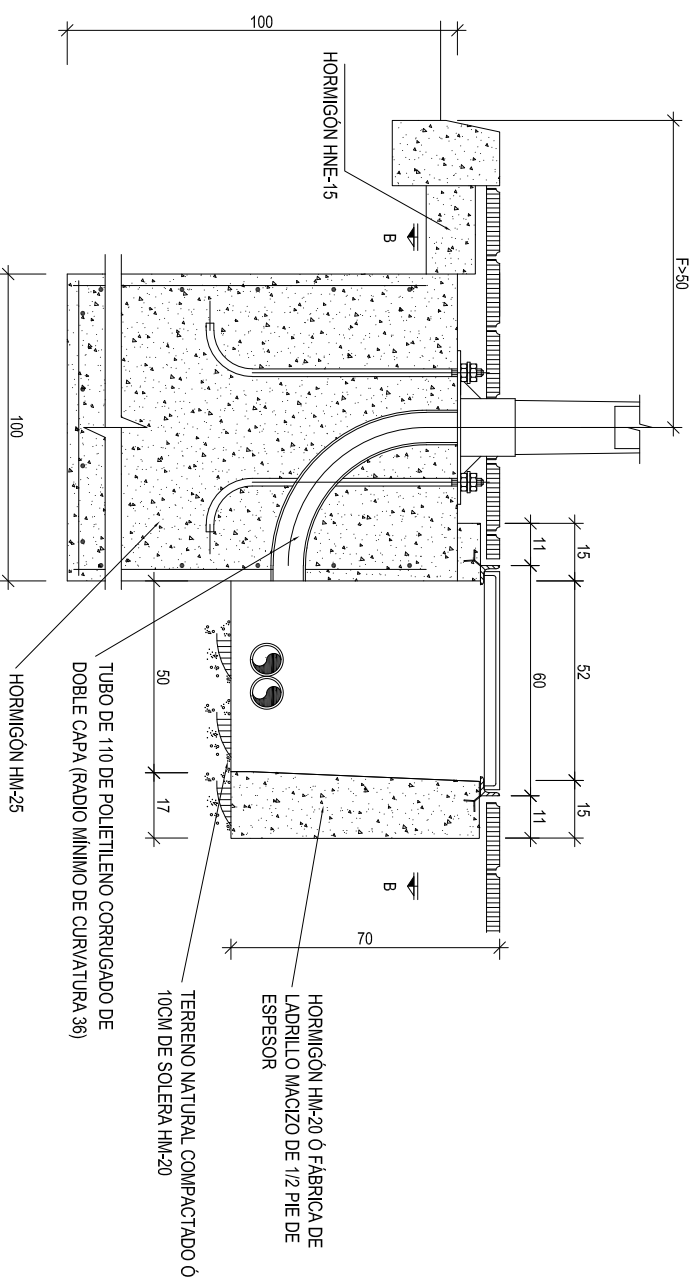 100
F>50
HORMIGÓN HNE-15
B
100
15
11
52
60
15
11
50
17
B
70
HORMIGÓN HM-20 Ó FÁBRICA DE
LADRILLO MACIZO DE 1/2 PIE DE
ESPESOR
TERRENO NATURAL COMPACTADO Ó
10CM DE SOLERA HM-20
TUBO DE 110 DE POLIETILENO CORRUGADO DE
DOBLE CAPA (RADIO MÍNIMO DE CURVATURA 36)
HORMIGÓN HM-25